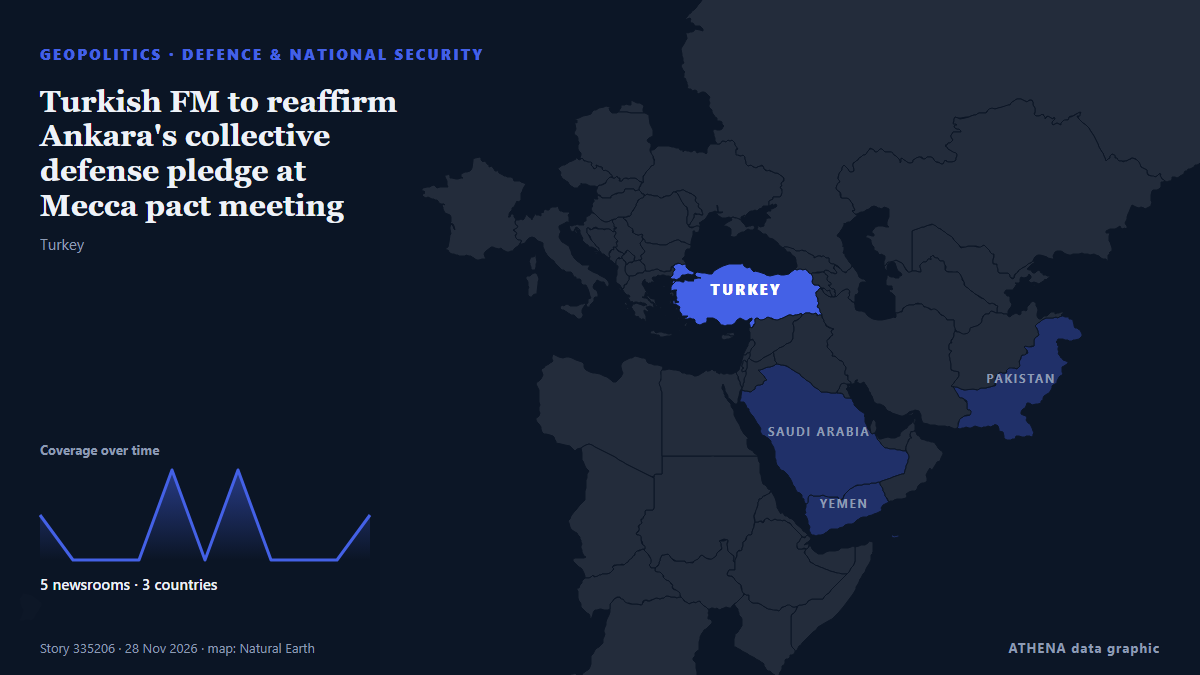 GEOPOLITICS · DEFENCE & NATIONAL SECURITY
Turkish FM to reaffirm
Ankara's collective
defense pledge at
Mecca pact meeting
Turkey
TURKEY
PAKISTAN
SAUDI ARABIA
YEMEN
Coverage over time
5 newsrooms · 3 countries
Story 335206 · 28 Nov 2026 · map: Natural Earth
ATHENA data graphic